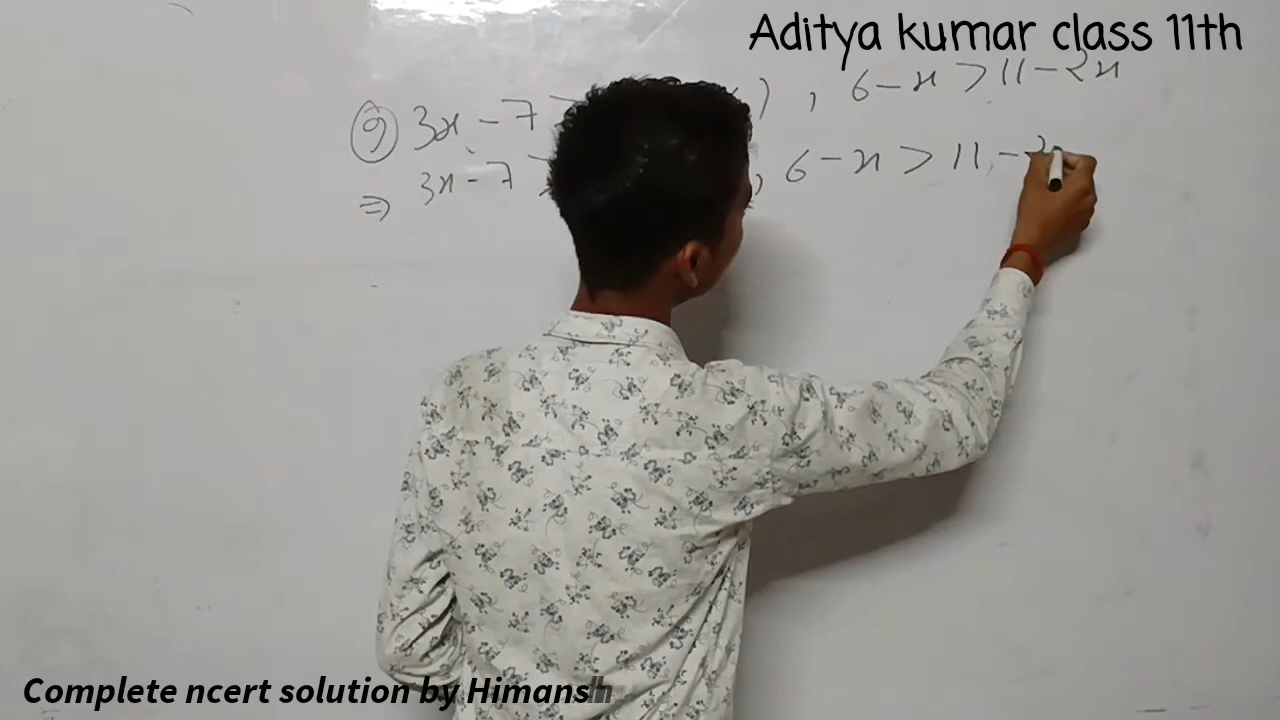 Aditya kumar class 11th
9 3x - 7 > ) , 6 - x > 11 - 2x
⇒ 3x - 7 > , 6 - x > 11 - 2
Complete ncert solution by Himansh